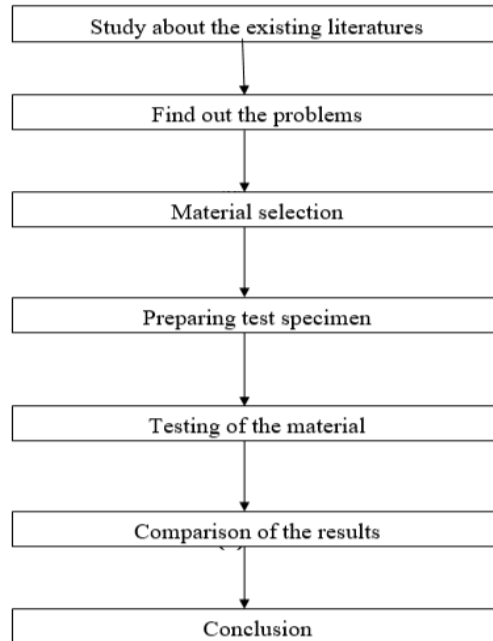 Study about the existing literatures
Find out the problems
Material selection
Preparing test specimen
Testing of the material
Comparison of the results
Conclusion